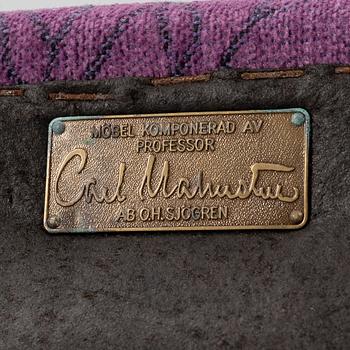 MÖBEL KOMPONERAD AV
PROFESSOR
Carl Malmsten
AB O.H. SJÖGREN